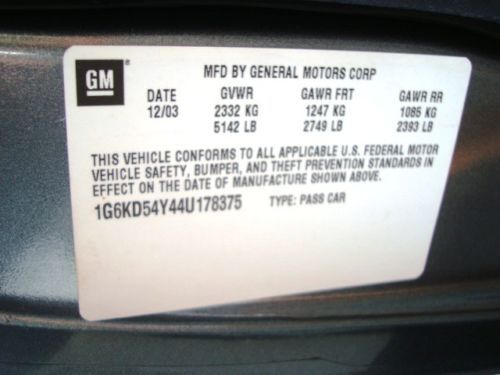 GM
MFD BY GENERAL MOTORS CORP
DATE GVWR GAWR FRT GAWR RR
12/03 2332 KG 1247 KG 1085 KG
5142 LB 2749 LB 2393 LB
THIS VEHICLE CONFORMS TO ALL APPLICABLE U.S. FEDERAL MOTOR
VEHICLE SAFETY, BUMPER, AND THEFT PREVENTION STANDARDS IN
EFFECT ON THE DATE OF MANUFACTURE SHOWN ABOVE.
1G6KD54Y44U178375 TYPE: PASS CAR